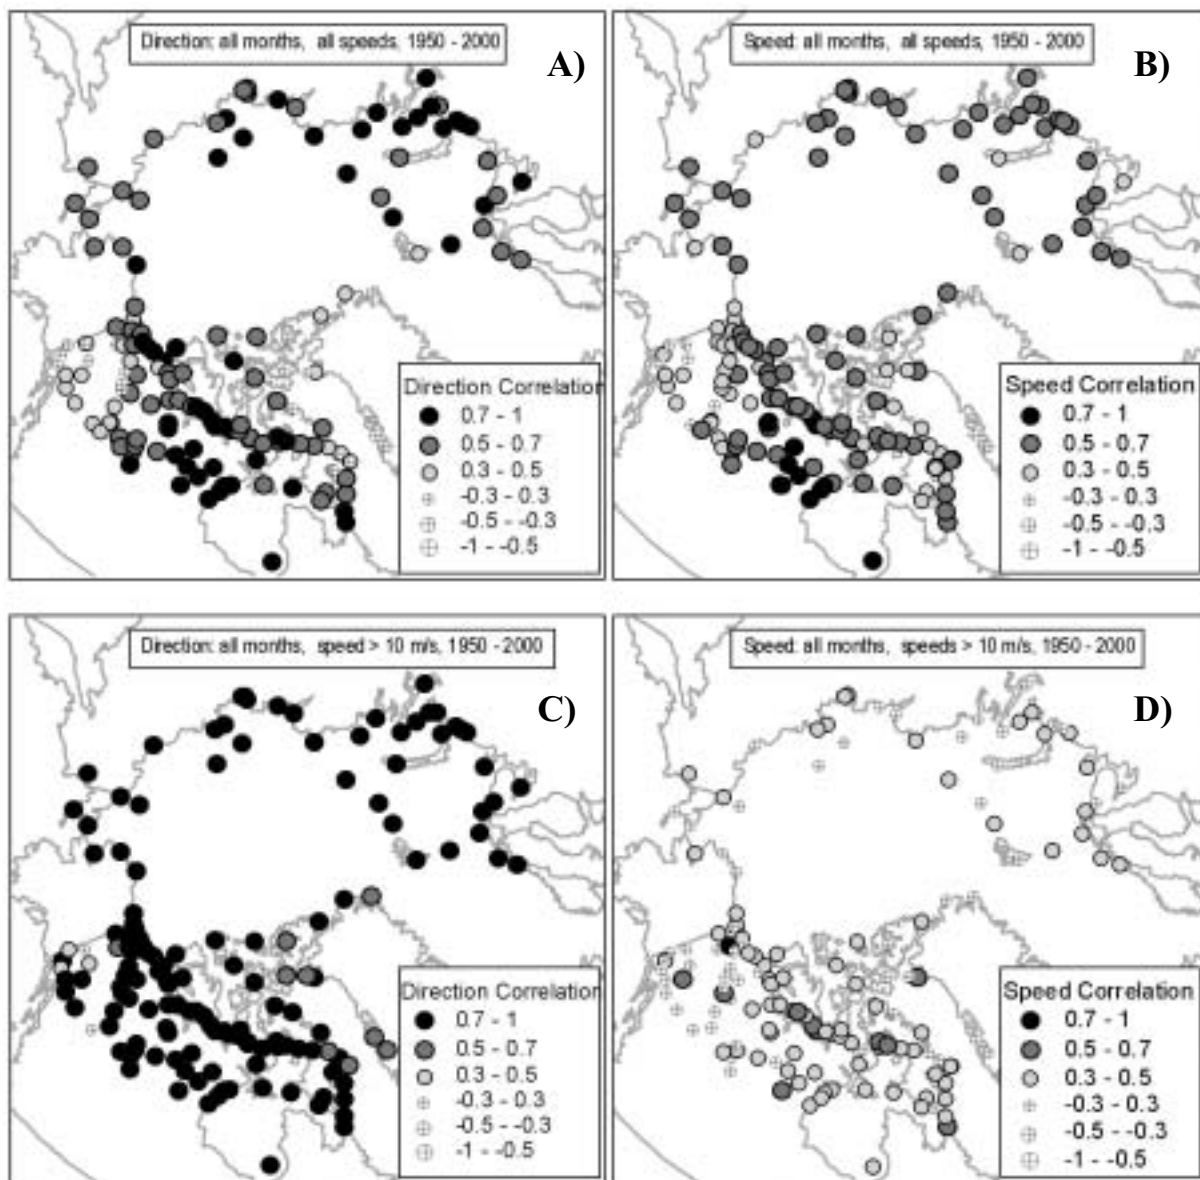 Direction: all months, all speeds, 1950 - 2000
A)
Direction Correlation
0.7 - 1
0.5 - 0.7
0.3 - 0.5
-0.3 - 0.3
-0.5 - -0.3
-1 - -0.5
Speed: all months, all speeds, 1950 - 2000
B)
Speed Correlation
0.7 - 1
0.5 - 0.7
0.3 - 0.5
-0.3 - 0.3
-0.5 - -0.3
-1 - -0.5
Direction: all months, speed > 10 m/s, 1950 - 2000
C)
Direction Correlation
0.7 - 1
0.5 - 0.7
0.3 - 0.5
-0.3 - 0.3
-0.5 - -0.3
-1 - -0.5
Speed: all months, speeds > 10 m/s, 1950 - 2000
D)
Speed Correlation
0.7 - 1
0.5 - 0.7
0.3 - 0.5
-0.3 - 0.3
-0.5 - -0.3
-1 - -0.5